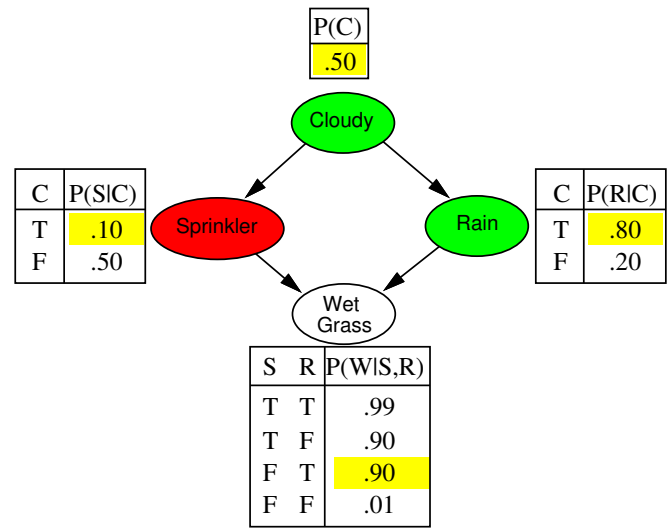 P(C)
.50
Cloudy
C P(S|C)
T .10
F .50
Sprinkler
Rain
C P(R|C)
T .80
F .20
Wet
Grass
S R P(W|S,R)
T T .99
T F .90
F T .90
F F .01